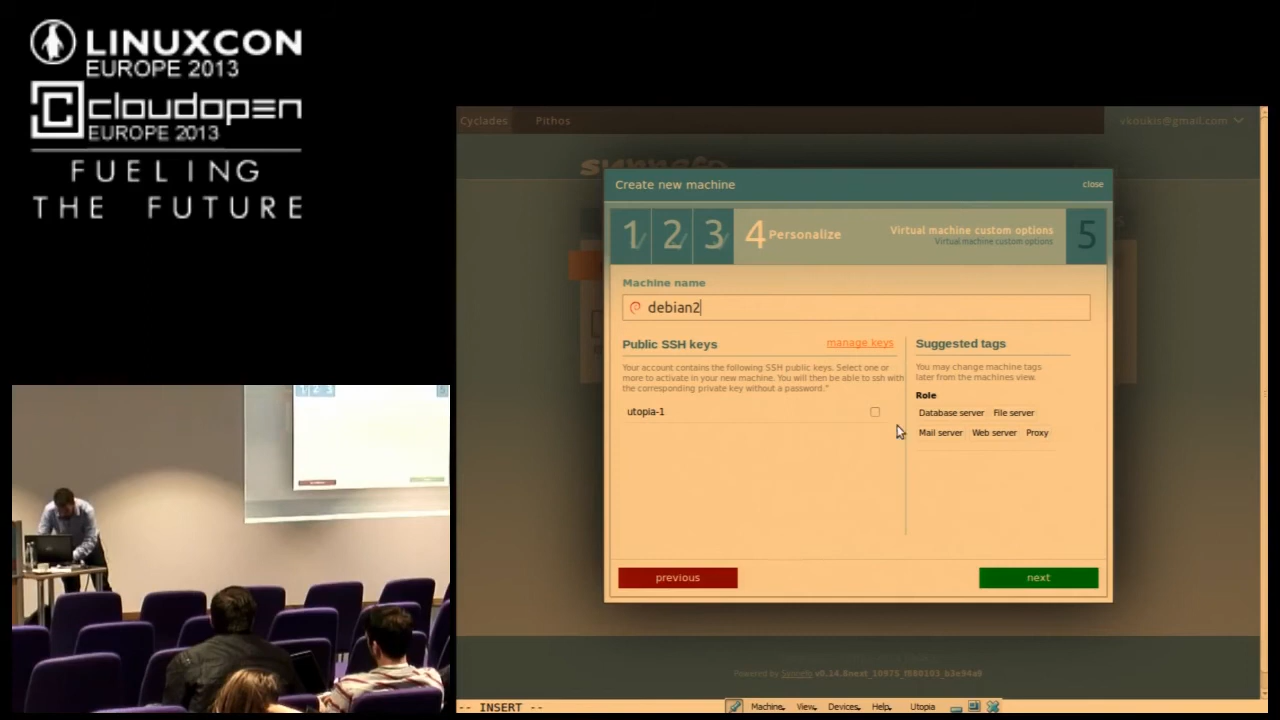 LINUXCON
EUROPE 2013
cloudopen
EUROPE 2013
FUELING
THE FUTURE
Cyclades Pithos vkoukis@gmail.com
Create new machine close
1 2 3 4 Personalize Virtual machine custom options 5
Virtual machine custom options
Machine name
debian2
Public SSH keys manage keys Suggested tags
Your account contains the following SSH public keys. Select one or
more to activate in your new machine. You will then be able to ssh with
the corresponding private key without a password."
You may change machine tags
later from the machines view.
Role
utopia-1 Database server File server
Mail server Web server Proxy
previous next
Powered by Synnefo
-- INSERT -- Machine View Devices Help Utopia